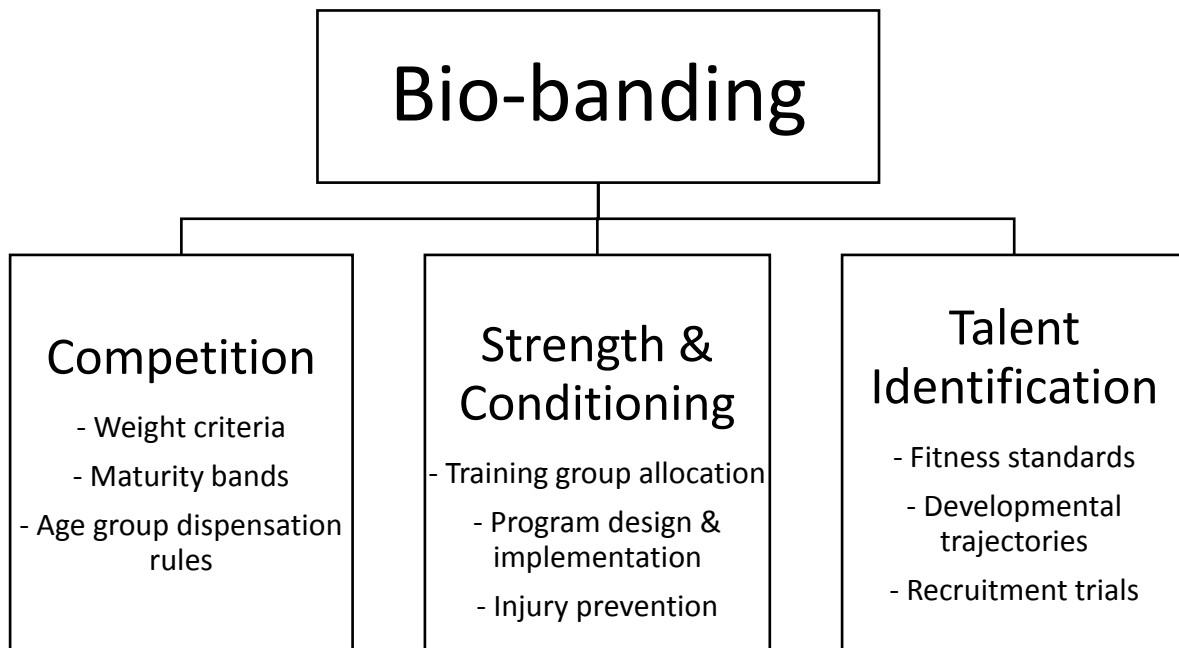 Bio-banding
Competition
- Weight criteria
- Maturity bands
- Age group dispensation
rules
Strength &
Conditioning
- Training group allocation
- Program design &
implementation
- Injury prevention
Talent
Identification
- Fitness standards
- Developmental
trajectories
- Recruitment trials